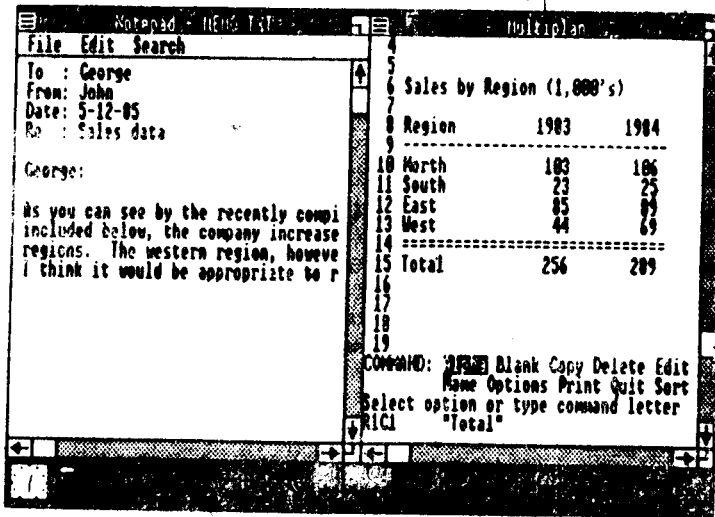 Notepad - MEMO.TXT
File Edit Search
To : George
From: John
Date: 5-12-85
Re : Sales data
George:
As you can see by the recently compi
included below, the company increase
regions. The western region, howeve
I think it would be appropriate to r
Multiplan
4
5
6 Sales by Region (1,000's)
7
8 Region 1983 1984
9 --------------------
10 North 103 106
11 South 23 25
12 East 85 89
13 West 44 69
14 ====================
15 Total 256 289
16
17
18
19
COMMAND: Blank Copy Delete Edit
Name Options Print Quit Sort
Select option or type command letter
R1C1 "Total"